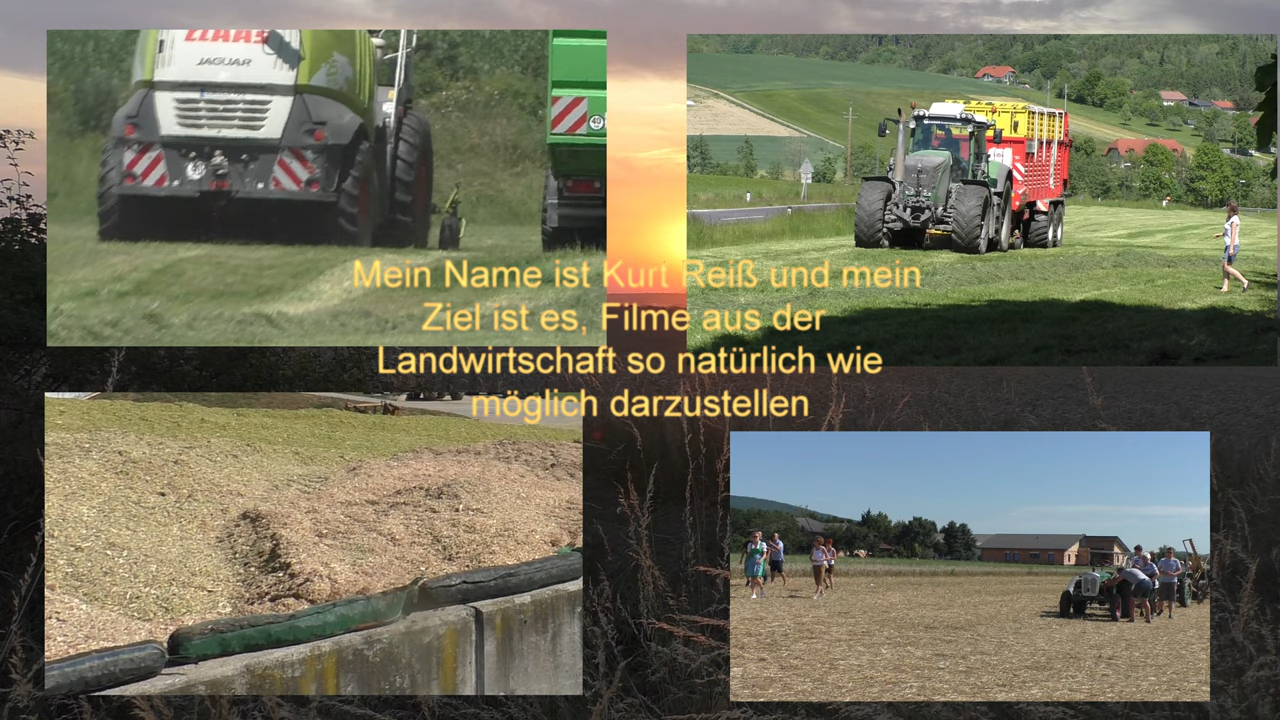 CLAAS
JAGUAR
40
Mein Name ist Kurt Reiß und mein
Ziel ist es, Filme aus der
Landwirtschaft so natürlich wie
möglich darzustellen